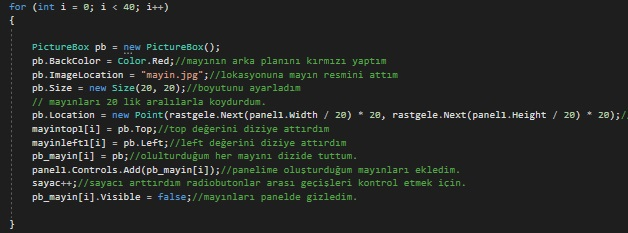 for (int i = 0; i < 40; i++)
{
PictureBox pb = new PictureBox();
pb.BackColor = Color.Red;//mayının arka planını kırmızı yaptım
pb.ImageLocation = "mayin.jpg";//lokasyonuna mayın resmini attım
pb.Size = new Size(20, 20);//boyutunu ayarladım
// mayınları 20 lik aralılarla koydurdum.
pb.Location = new Point(rastgele.Next(panel1.Width / 20) * 20, rastgele.Next(panel1.Height / 20) * 20);//
mayintop1[i] = pb.Top;//top değerini diziye attırdım
mayinleft1[i] = pb.Left;//left değerini diziye attırdım
pb_mayin[i] = pb;//olulturduğum her mayını dizide tuttum.
panel1.Controls.Add(pb_mayin[i]);//panelime oluşturduğum mayınları ekledim.
sayac++;//sayacı arttırdım radiobutonlar arası geçişleri kontrol etmek için.
pb_mayin[i].Visible = false;//mayınları panelde gizledim.
}